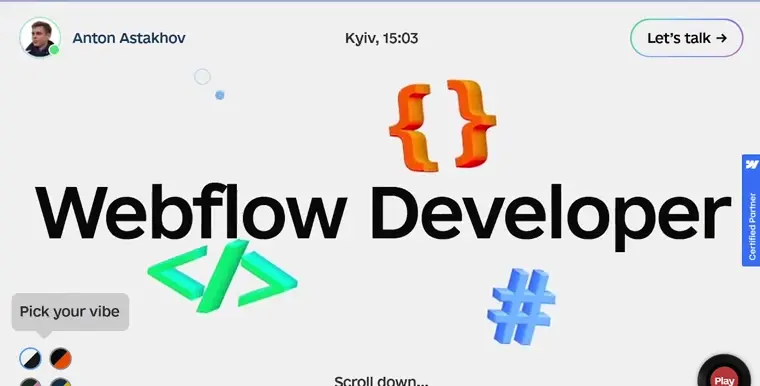 Anton Astakhov
Kyiv, 15:03
Let's talk →
{ }
Webflow Developer
Certified Partner
</>
#
Pick your vibe
Scroll down...
Play